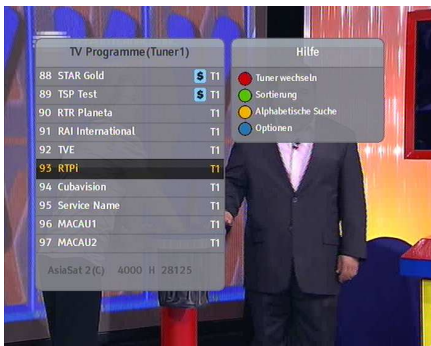 TV Programme(Tuner1)
88 STAR Gold $ T1
89 TSP Test $ T1
90 RTR Planeta T1
91 RAI International T1
92 TVE T1
93 RTPi T1
94 Cubavision T1
95 Service Name T1
96 MACAU1 T1
97 MACAU2 T1
AsiaSat 2(C) 4000 H 28125
Hilfe
Tuner wechseln
Sortierung
Alphabetische Suche
Optionen